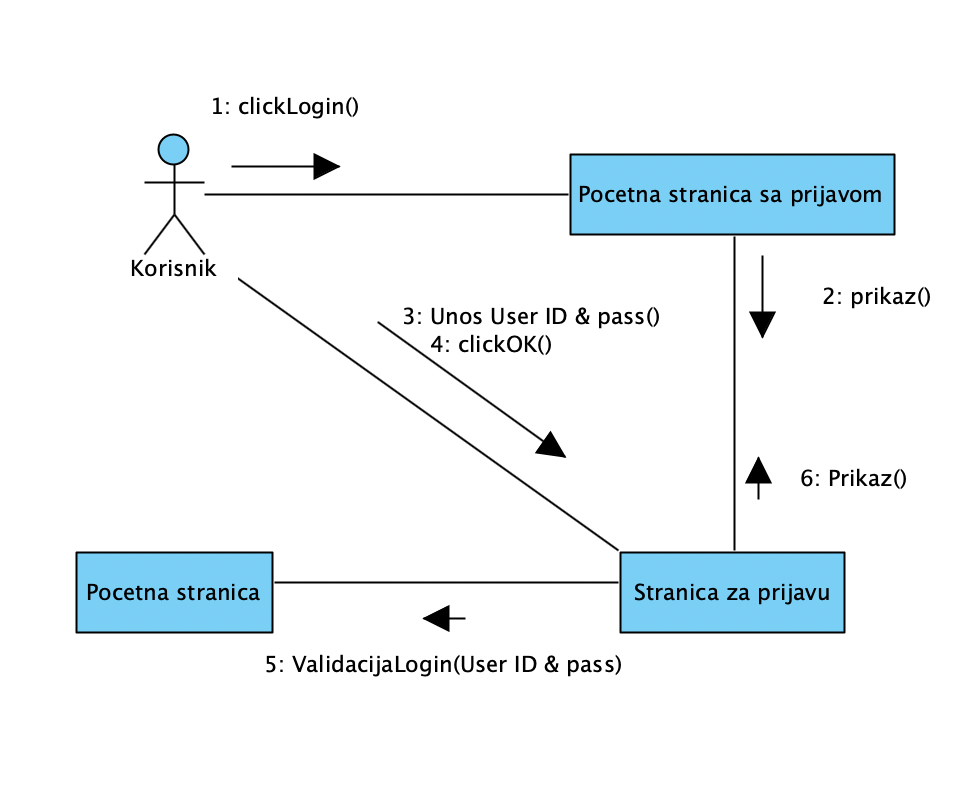 1: clickLogin()
Pocetna stranica sa prijavom
Korisnik
2: prikaz()
3: Unos User ID & pass()
4: clickOK()
6: Prikaz()
Pocetna stranica
Stranica za prijavu
5: ValidacijaLogin(User ID & pass)